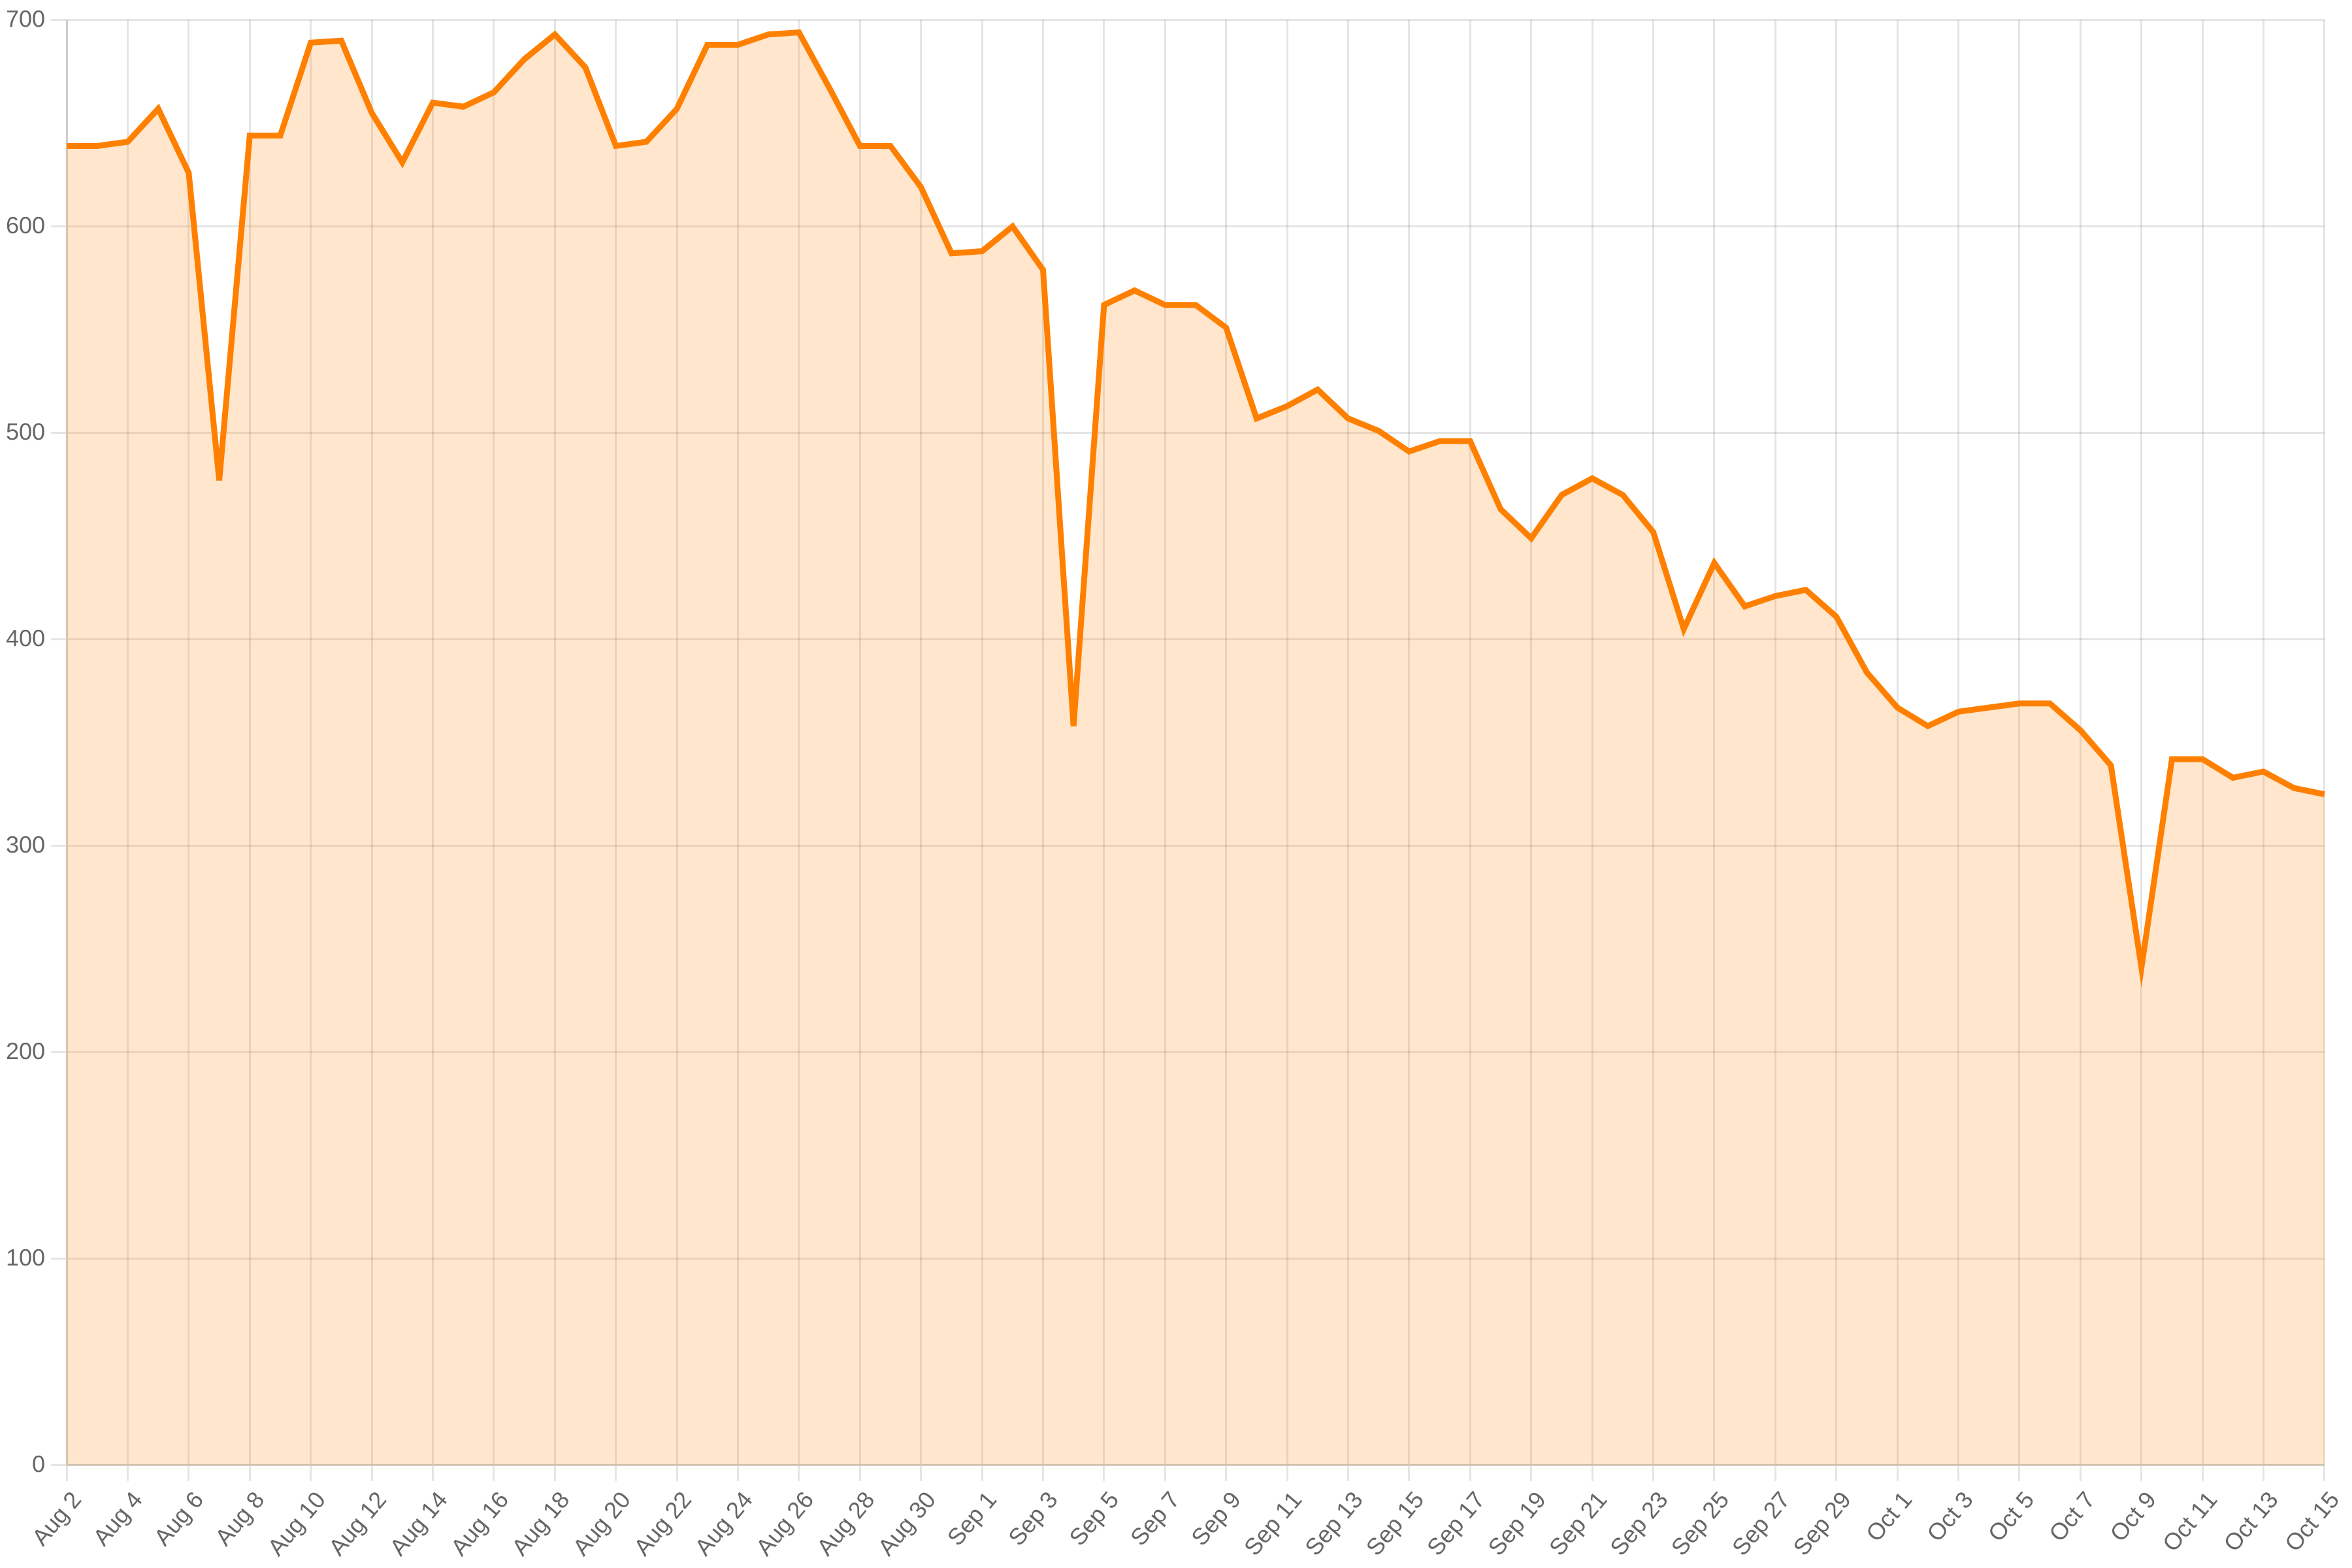 700
600
500
400
300
200
100
0
Aug 2
Aug 4
Aug 6
Aug 8
Aug 10
Aug 12
Aug 14
Aug 16
Aug 18
Aug 20
Aug 22
Aug 24
Aug 26
Aug 28
Aug 30
Sep 1
Sep 3
Sep 5
Sep 7
Sep 9
Sep 11
Sep 13
Sep 15
Sep 17
Sep 19
Sep 21
Sep 23
Sep 25
Sep 27
Sep 29
Oct 1
Oct 3
Oct 5
Oct 7
Oct 9
Oct 11
Oct 13
Oct 15